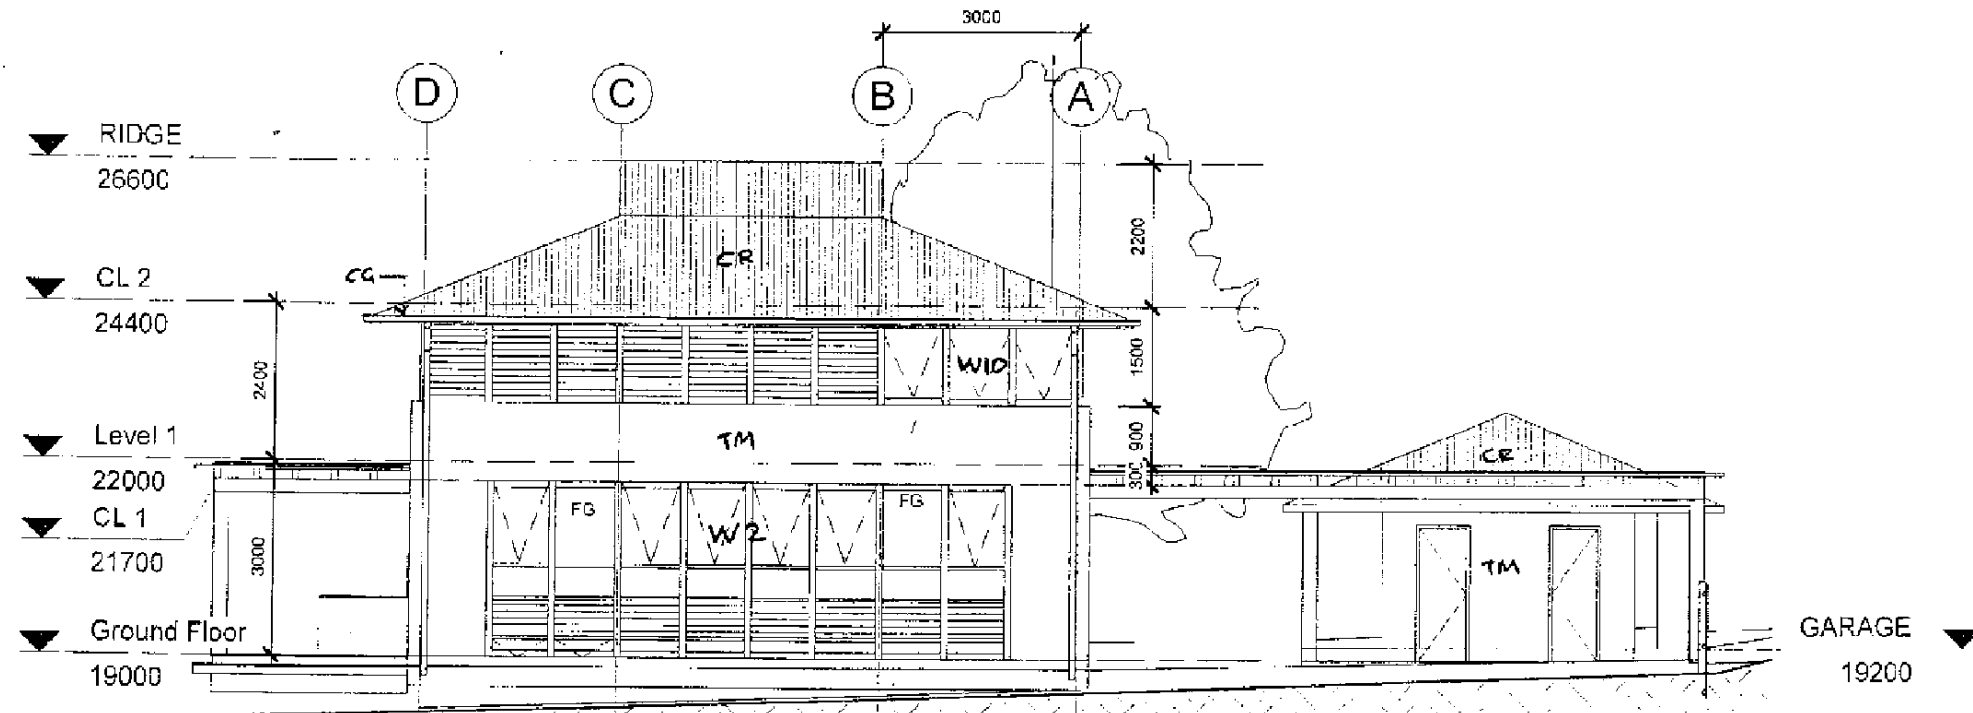 3000
D
C
B
A
RIDGE
26600
2200
CR
CG
CL 2
24400
2400
1500
W10
Level 1
22000
TM
900
300
CR
CL 1
21700
3000
FG
FG
W2
TM
Ground Floor
19000
GARAGE
19200